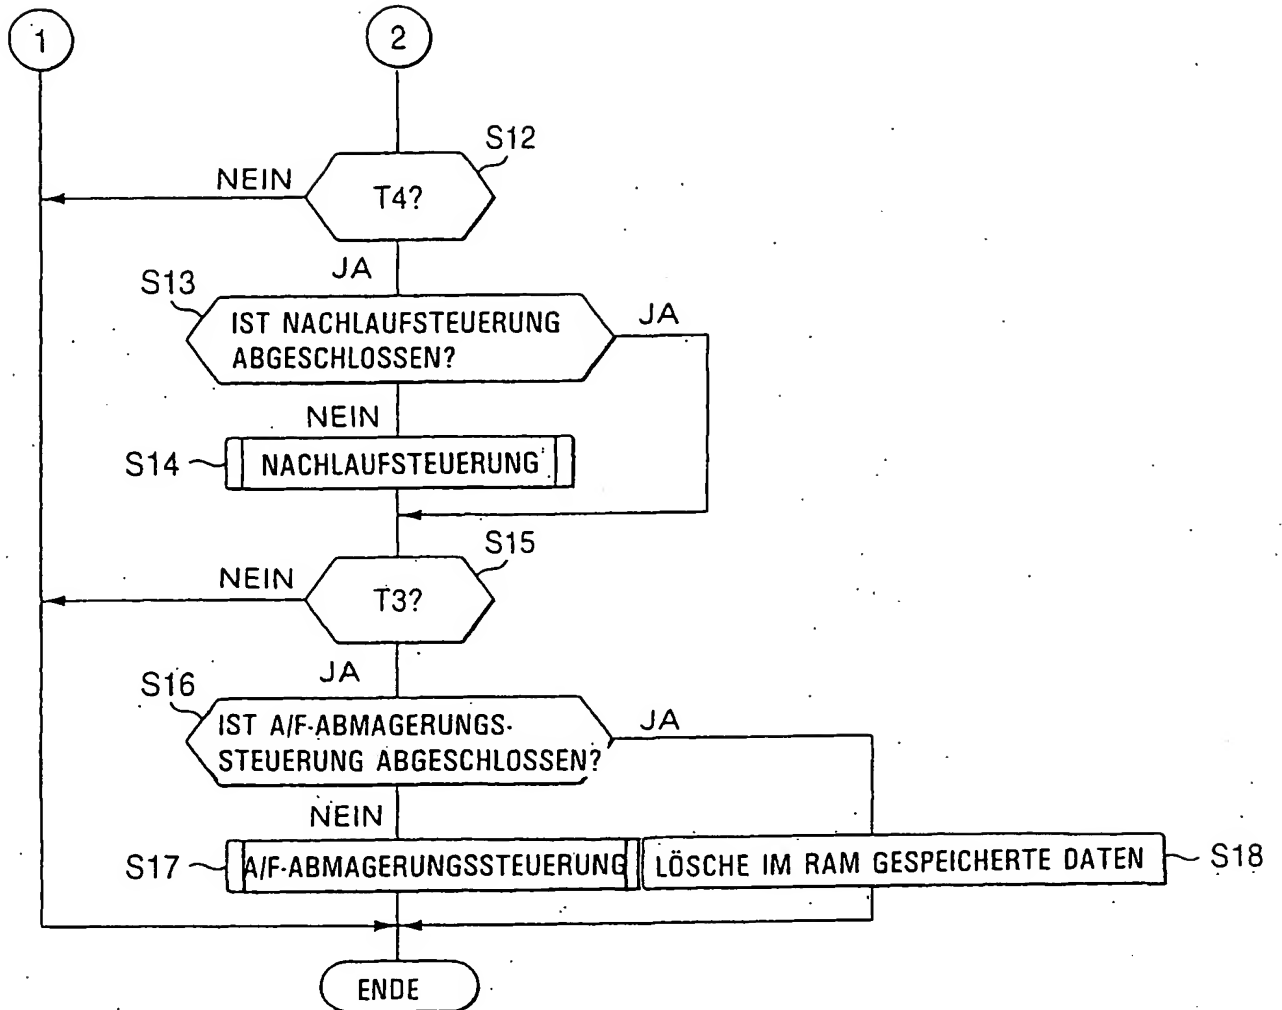 1
2
S12
NEIN
T4?
JA
S13
IST NACHLAUFSTEUERUNG
ABGESCHLOSSEN?
JA
NEIN
S14
NACHLAUFSTEUERUNG
S15
NEIN
T3?
JA
S16
IST A/F-ABMAGERUNGS-
STEUERUNG ABGESCHLOSSEN?
JA
NEIN
S17
A/F-ABMAGERUNGSSTEUERUNG
LÖSCHE IM RAM GESPEICHERTE DATEN
S18
ENDE